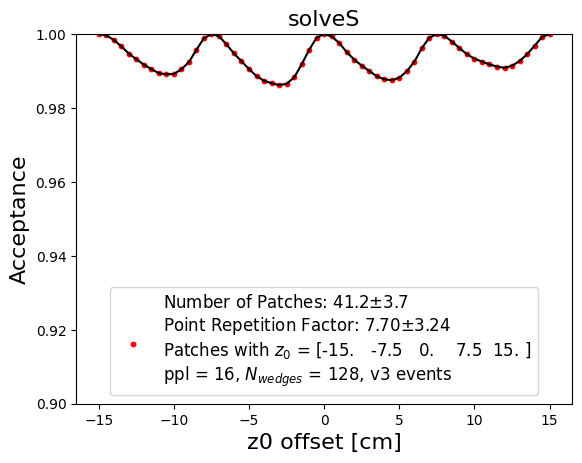 solveS
Acceptance
1.00
0.98
0.96
0.94
0.92
0.90
Number of Patches: 41.2±3.7
Point Repetition Factor: 7.70±3.24
Patches with z₀ = [-15. -7.5 0. 7.5 15. ]
ppl = 16, N_wedges = 128, v3 events
−15 −10 −5 0 5 10 15
z0 offset [cm]